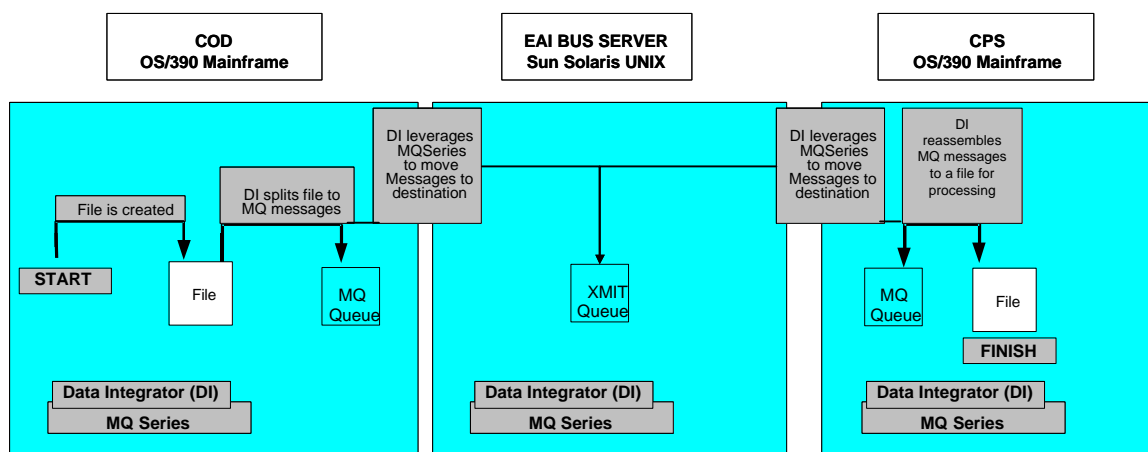 COD
OS/390 Mainframe
EAI BUS SERVER
Sun Solaris UNIX
CPS
OS/390 Mainframe
START
File is created
File
DI splits file to
MQ messages
MQ
Queue
DI leverages
MQSeries
to move
Messages to
destination
XMIT
Queue
DI leverages
MQSeries
to move
Messages to
destination
DI
reassembles
MQ messages
to a file for
processing
MQ
Queue
File
FINISH
Data Integrator (DI)
MQ Series
Data Integrator (DI)
MQ Series
Data Integrator (DI)
MQ Series